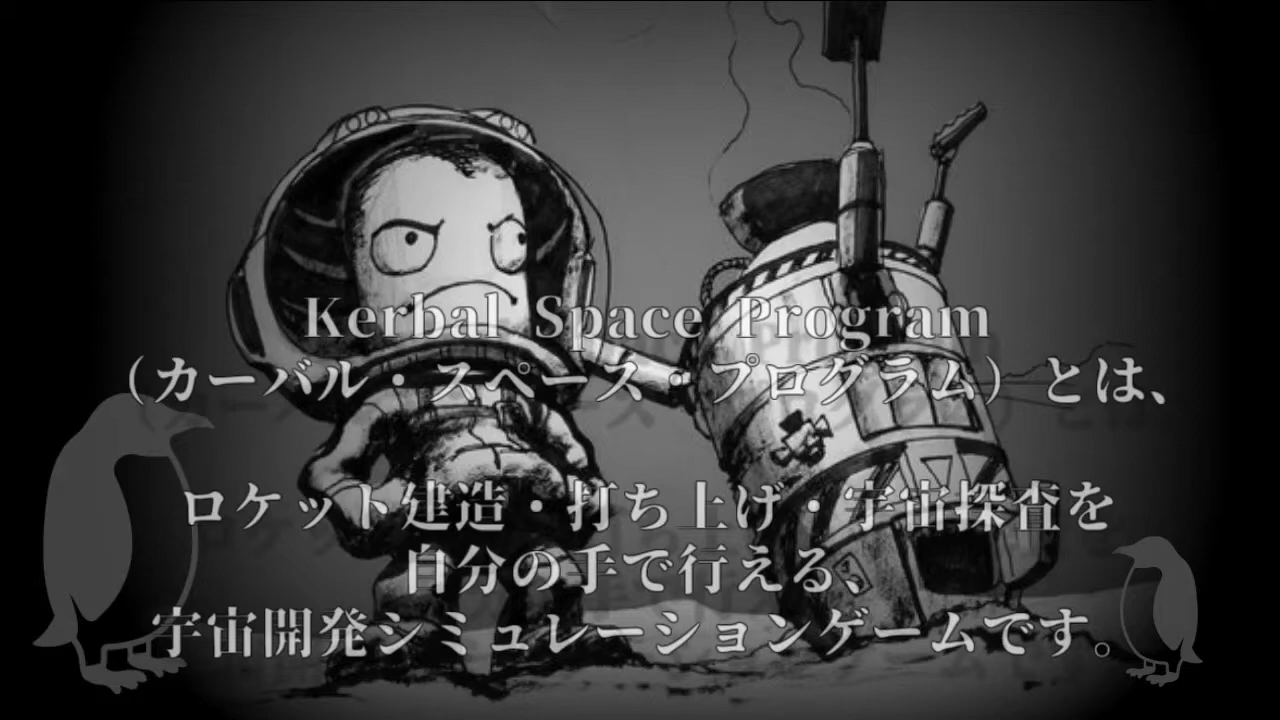 Kerbal Space Program
（カーバル・スペース・プログラム）とは、
ロケット建造・打ち上げ・宇宙探査を
自分の手で行える、
宇宙開発シミュレーションゲームです。